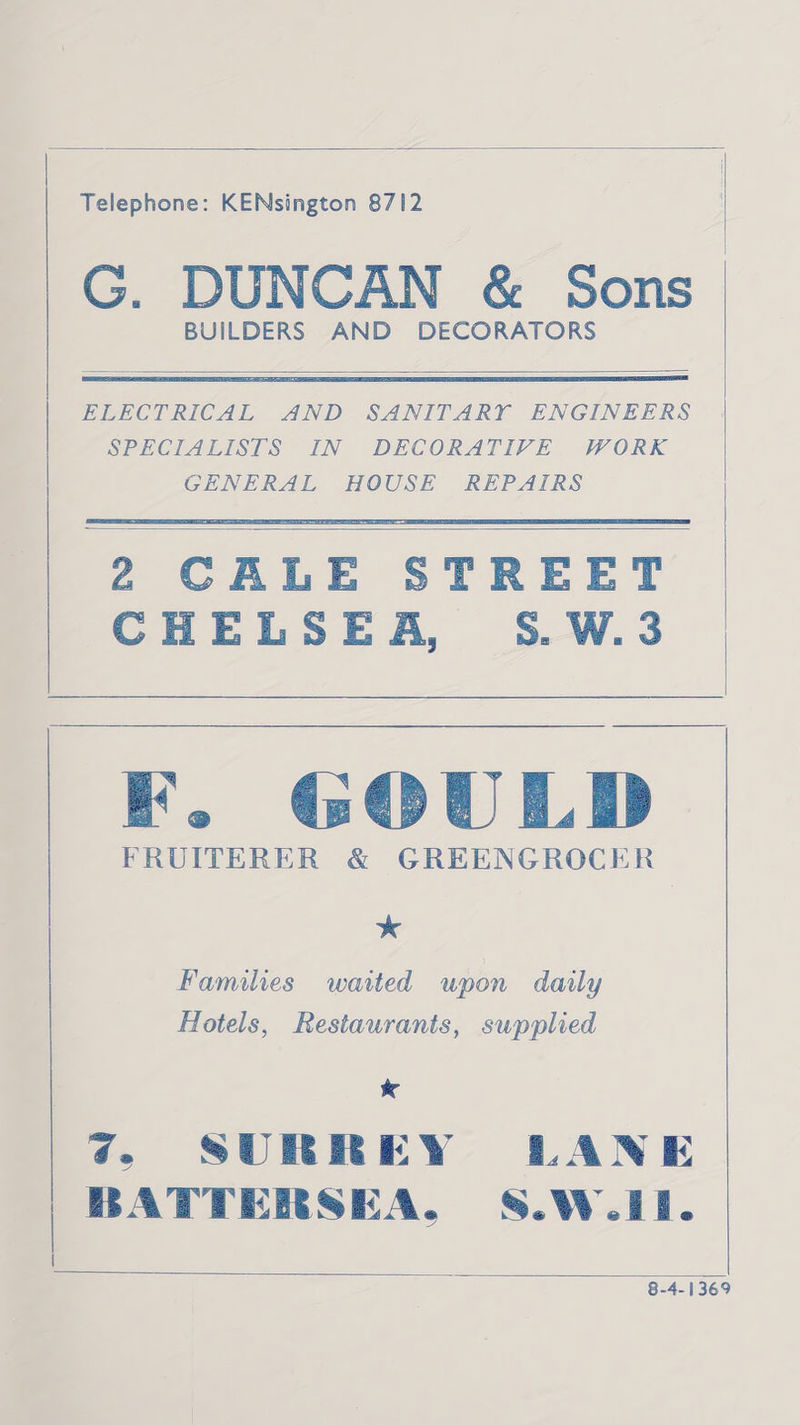 Telephone: KENsington 8712
G. DUNCAN & Sons
BUILDERS AND DECORATORS
ELECTRICAL AND SANITARY ENGINEERS
SPECIALISTS IN DECORATIVE WORK
GENERAL HOUSE REPAIRS
2 CALE STREET
CHELSEA, S.W.3
F. GOULD
FRUITERER & GREENGROCER
Families waited upon daily
Hotels, Restaurants, supplied
7, SURREY LANE
BATTERSEA, S.W.11.
8-4-1369